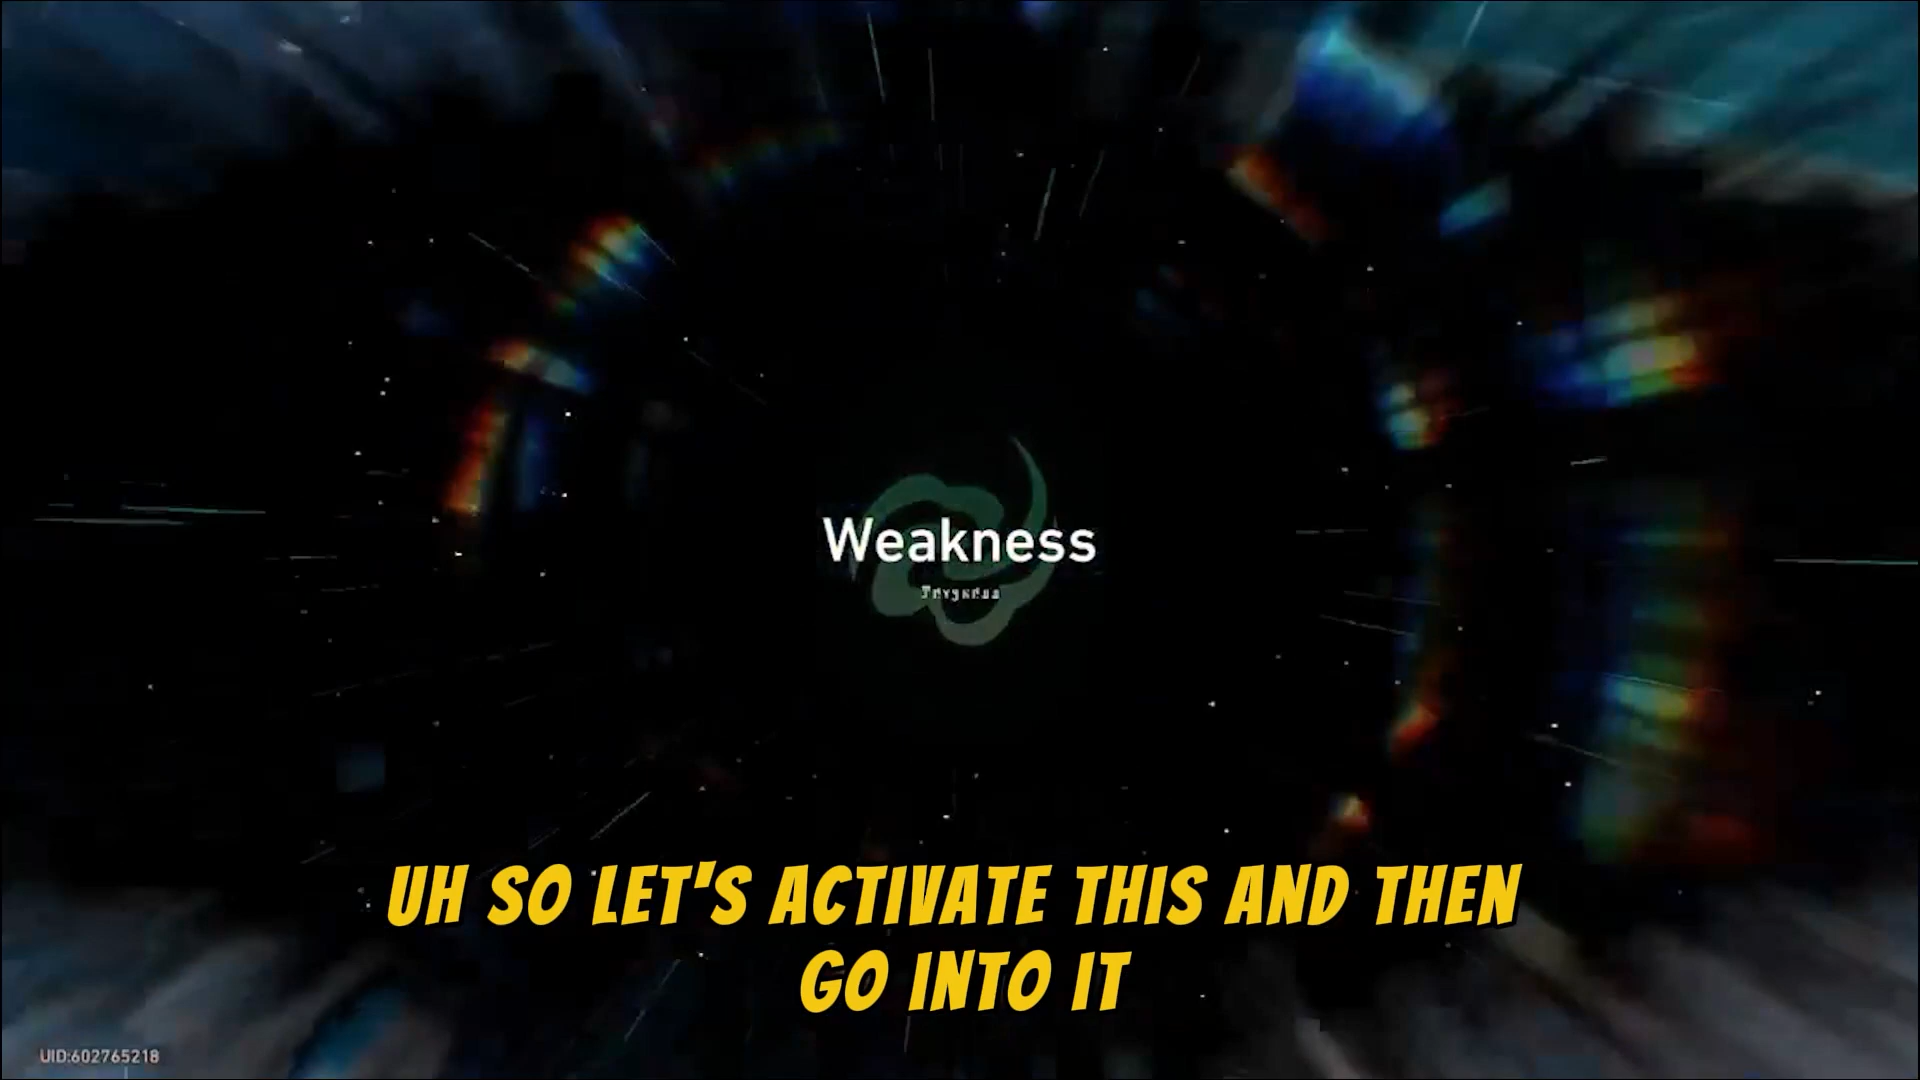 Weakness
UH SO LET'S ACTIVATE THIS AND THEN
GO INTO IT
UID:602765218